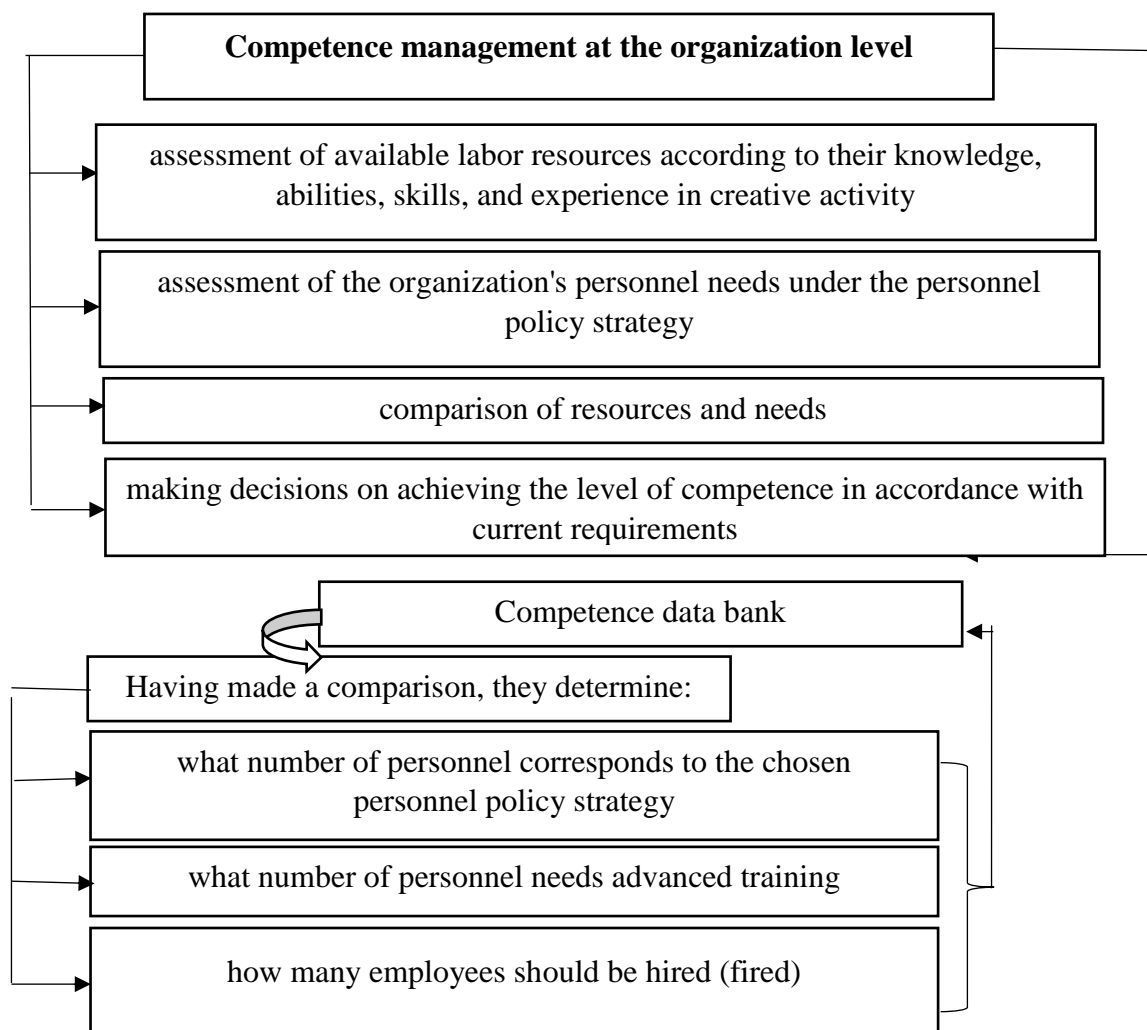 Competence management at the organization level
assessment of available labor resources according to their knowledge,
abilities, skills, and experience in creative activity
assessment of the organization's personnel needs under the personnel
policy strategy
comparison of resources and needs
making decisions on achieving the level of competence in accordance with
current requirements
Competence data bank
Having made a comparison, they determine:
what number of personnel corresponds to the chosen
personnel policy strategy
what number of personnel needs advanced training
how many employees should be hired (fired)